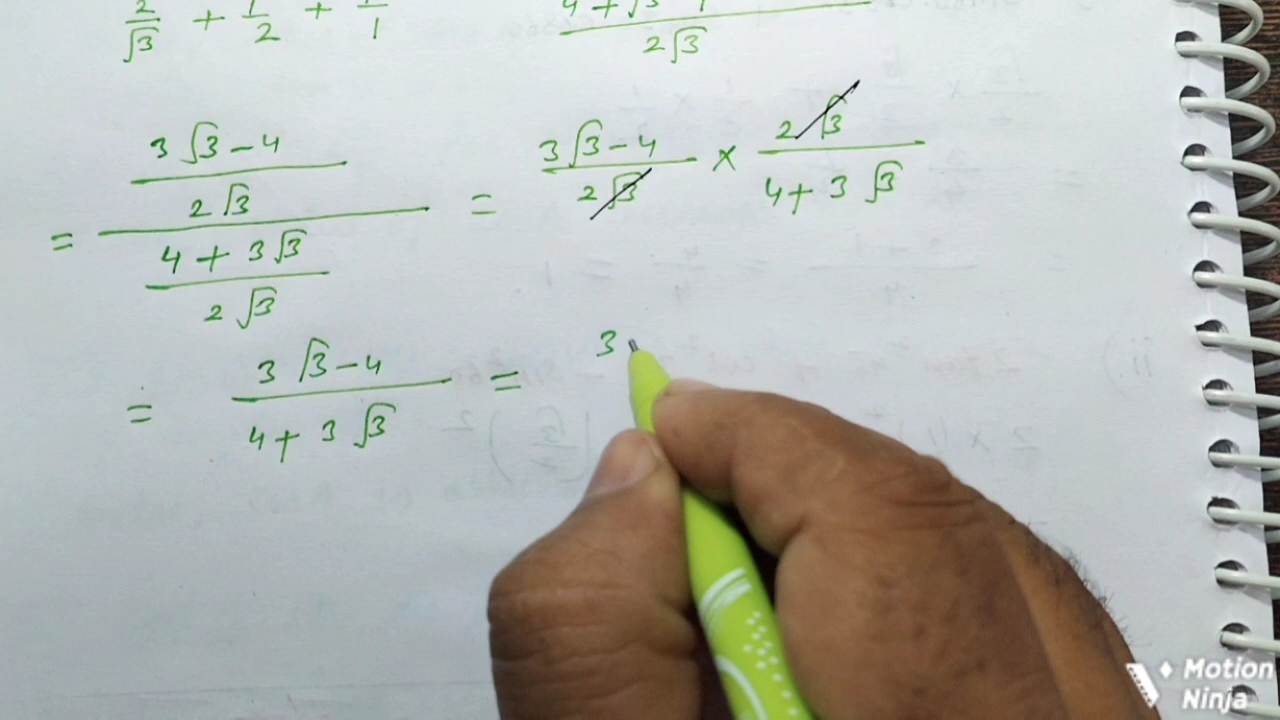 2/√3 + 1/2 + 1/1
2√3
= (3√3-4)/(2√3) / (4+3√3)/(2√3) = (3√3-4)/(2√3) × (2√3)/(4+3√3)
= (3√3-4)/(4+3√3) = 3
Motion
Ninja